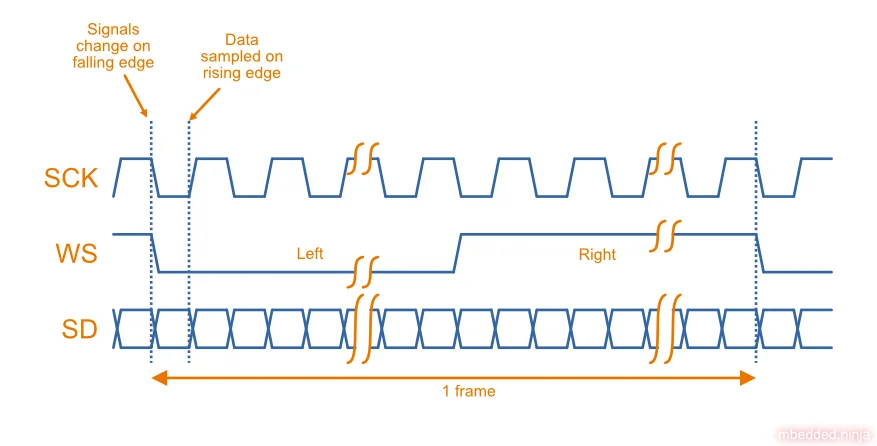 Signals
change on
falling edge
Data
sampled on
rising edge
SCK
WS
Left
Right
SD
1 frame
mbedded.ninja